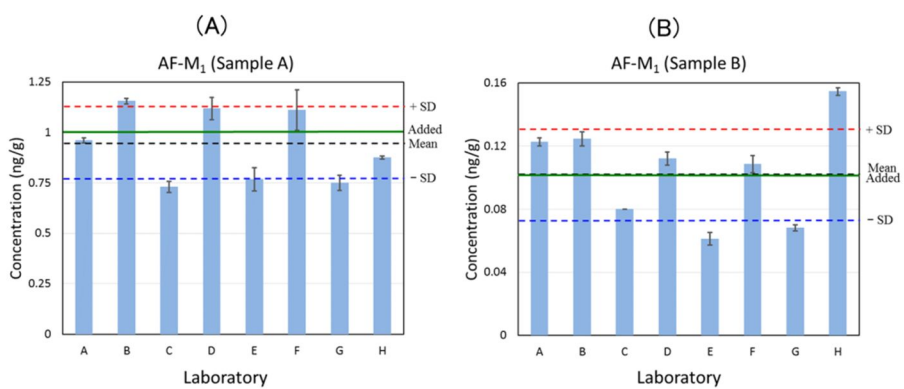 (A)
AF-M₁ (Sample A)
Concentration (ng/g)
1.25
1
0.75
0.5
0.25
0
+ SD
Added
Mean
− SD
A B C D E F G H
Laboratory
(B)
AF-M₁ (Sample B)
Concentration (ng/g)
0.16
0.12
0.08
0.04
0
+ SD
Mean
Added
− SD
A B C D E F G H
Laboratory